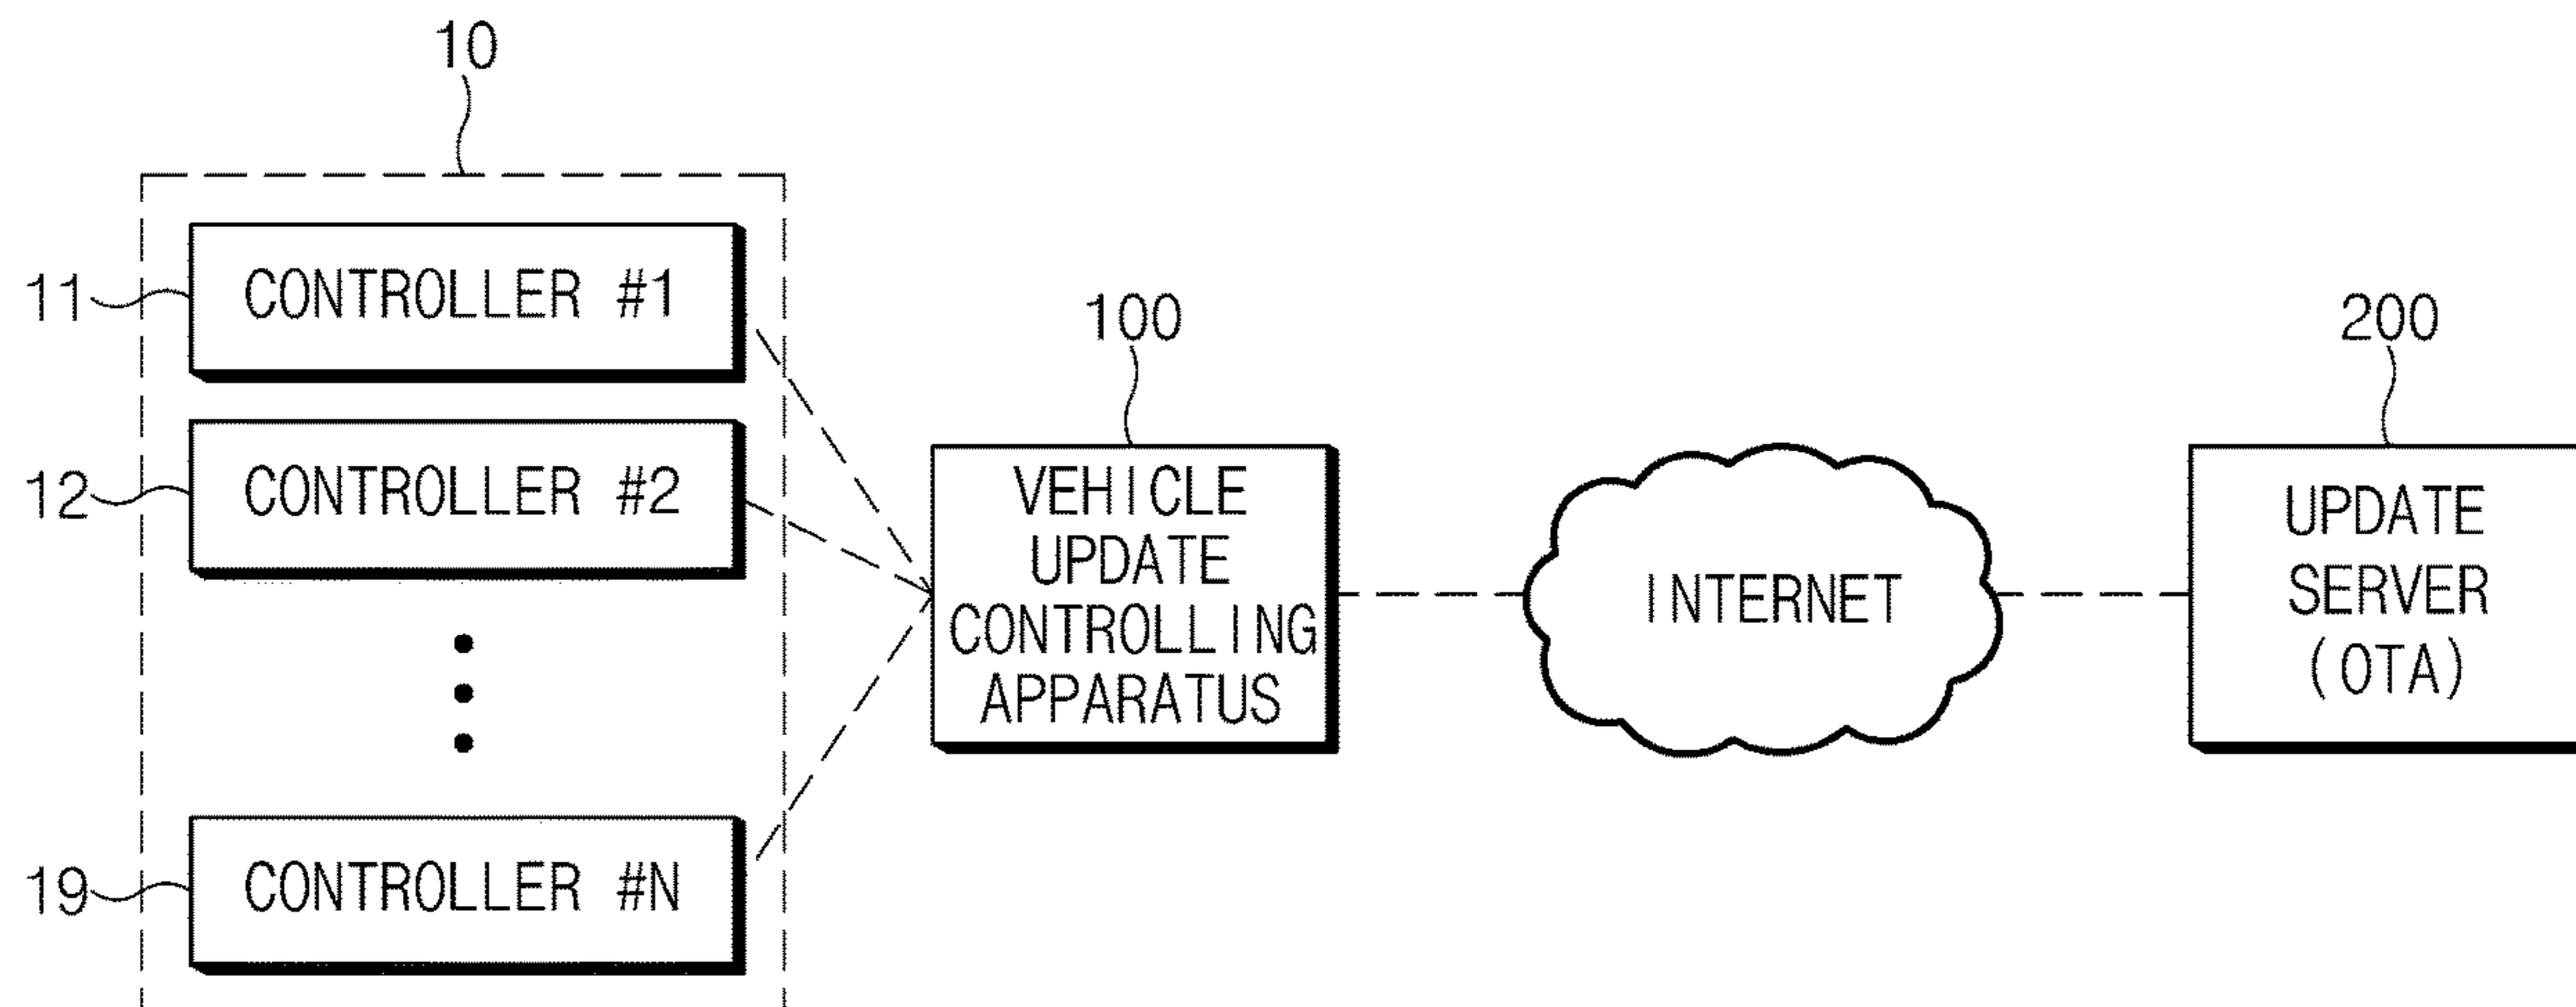 10
11
CONTROLLER #1
12
CONTROLLER #2
19
CONTROLLER #N
100
VEHICLE
UPDATE
CONTROLLING
APPARATUS
INTERNET
200
UPDATE
SERVER
(OTA)